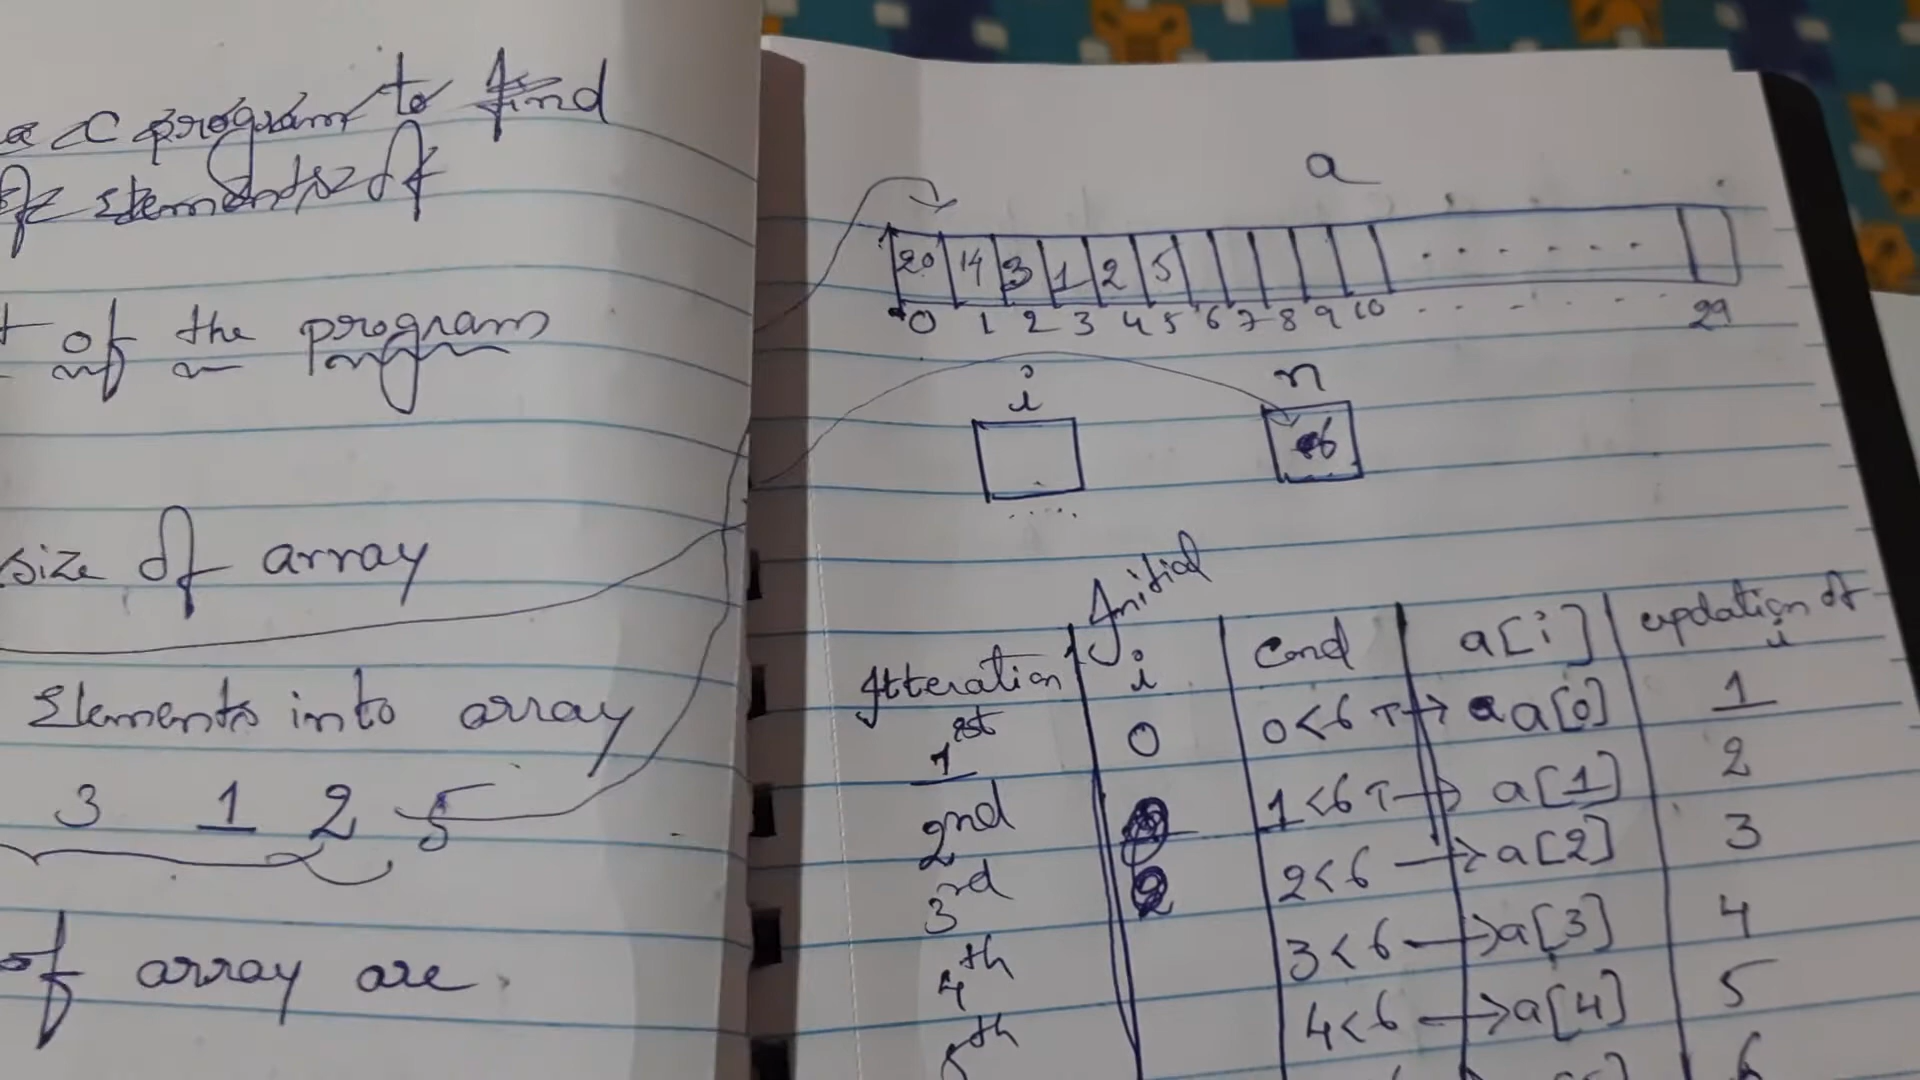 a C program to find
Elements of
of the program
size of array
Elements into array
3 1 2 5
of array are
a
20 14 3 1 2 5
0 1 2 3 4 5 6 7 8 9 10 29
i n
6
Itteration Initial i cond a[i] updation of i
1st 0 0<6 T→ a[0] 1
2nd 1<6 T→ a[1] 2
3rd 2 2<6 → a[2] 3
4th 3<6 → a[3] 4
5th 4<6 → a[4] 5
6